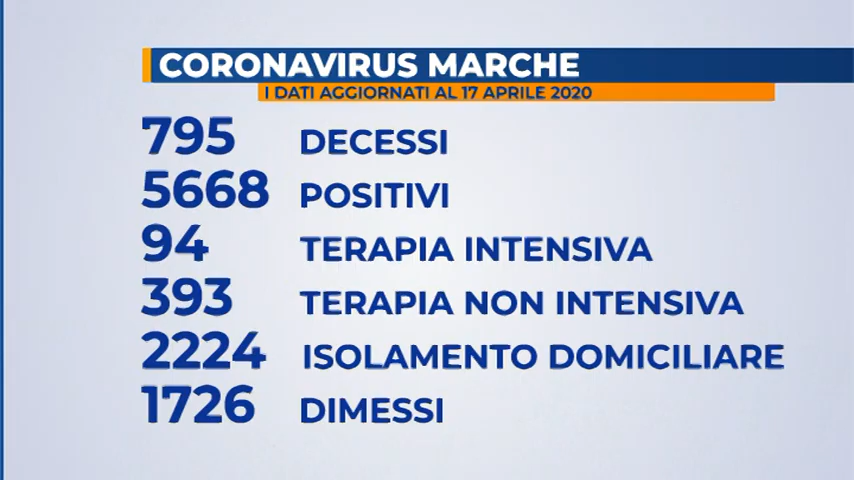 CORONAVIRUS MARCHE
I DATI AGGIORNATI AL 17 APRILE 2020
795 DECESSI
5668 POSITIVI
94 TERAPIA INTENSIVA
393 TERAPIA NON INTENSIVA
2224 ISOLAMENTO DOMICILIARE
1726 DIMESSI